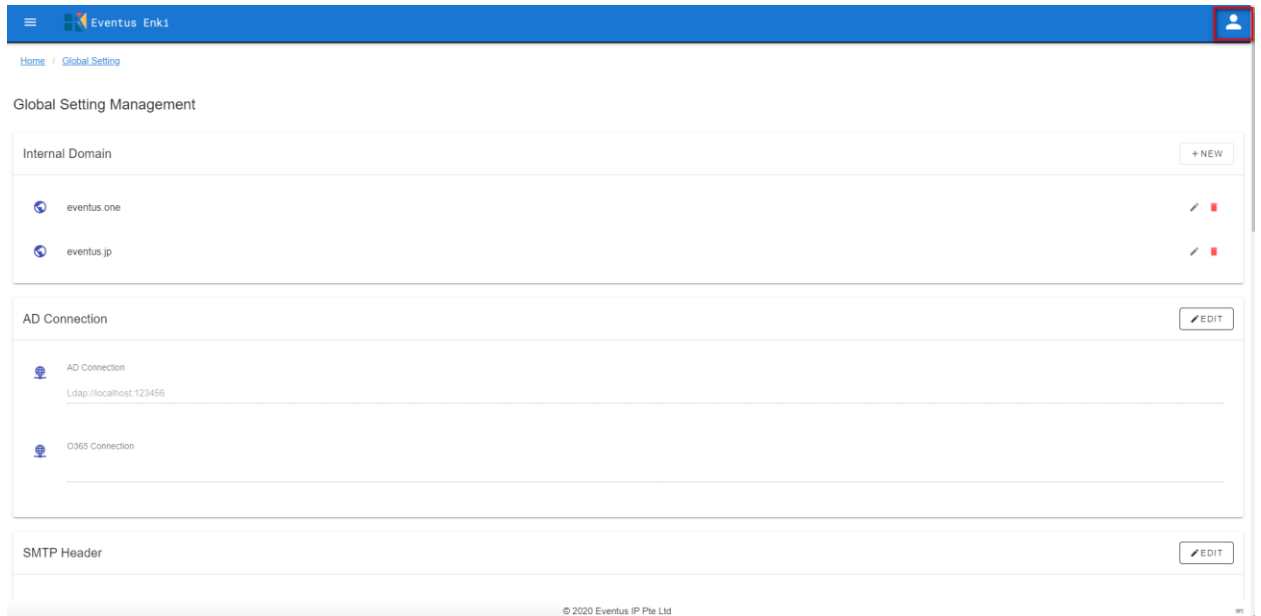 Eventus Enki
Home / Global Setting
Global Setting Management
Internal Domain
+ NEW
eventus.one
eventus.jp
AD Connection
EDIT
AD Connection
Ldap://localhost:123456
O365 Connection
SMTP Header
EDIT
© 2020 Eventus IP Pte Ltd